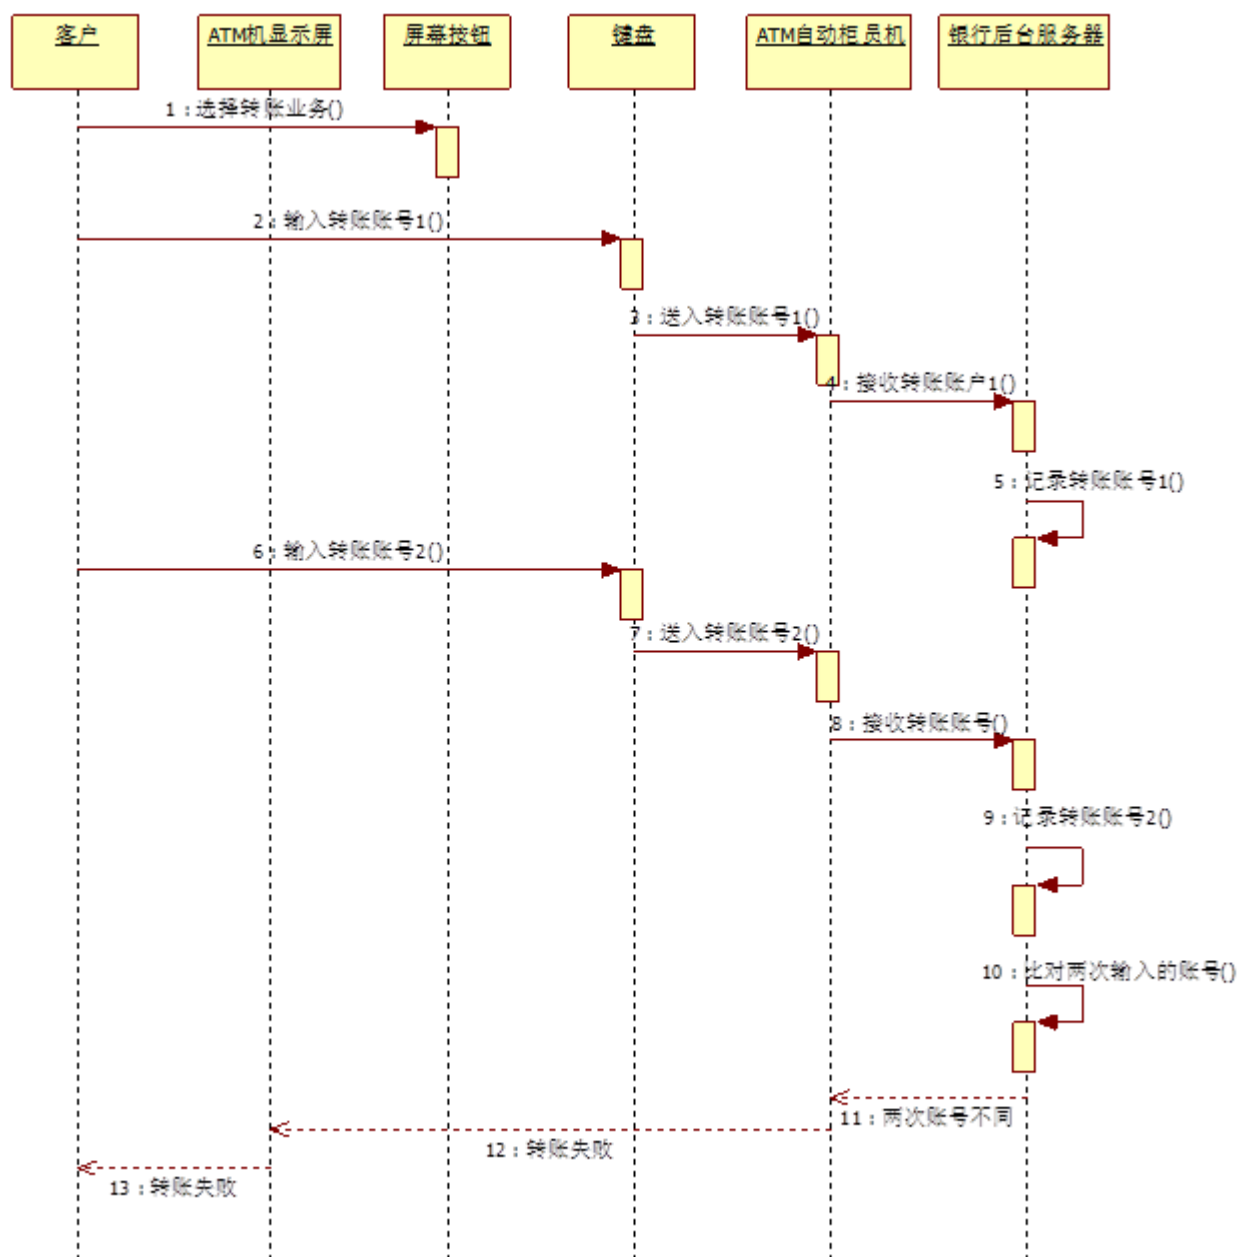 客户
ATM机显示屏
屏幕按钮
键盘
ATM自动柜员机
银行后台服务器
1 : 选择转账业务()
2 : 输入转账账号1()
3 : 送入转账账号1()
4 : 接收转账账户1()
5 : 记录转账账号1()
6 : 输入转账账号2()
7 : 送入转账账号2()
8 : 接收转账账号()
9 : 记录转账账号2()
10 : 比对两次输入的账号()
11 : 两次账号不同
12 : 转账失败
13 : 转账失败